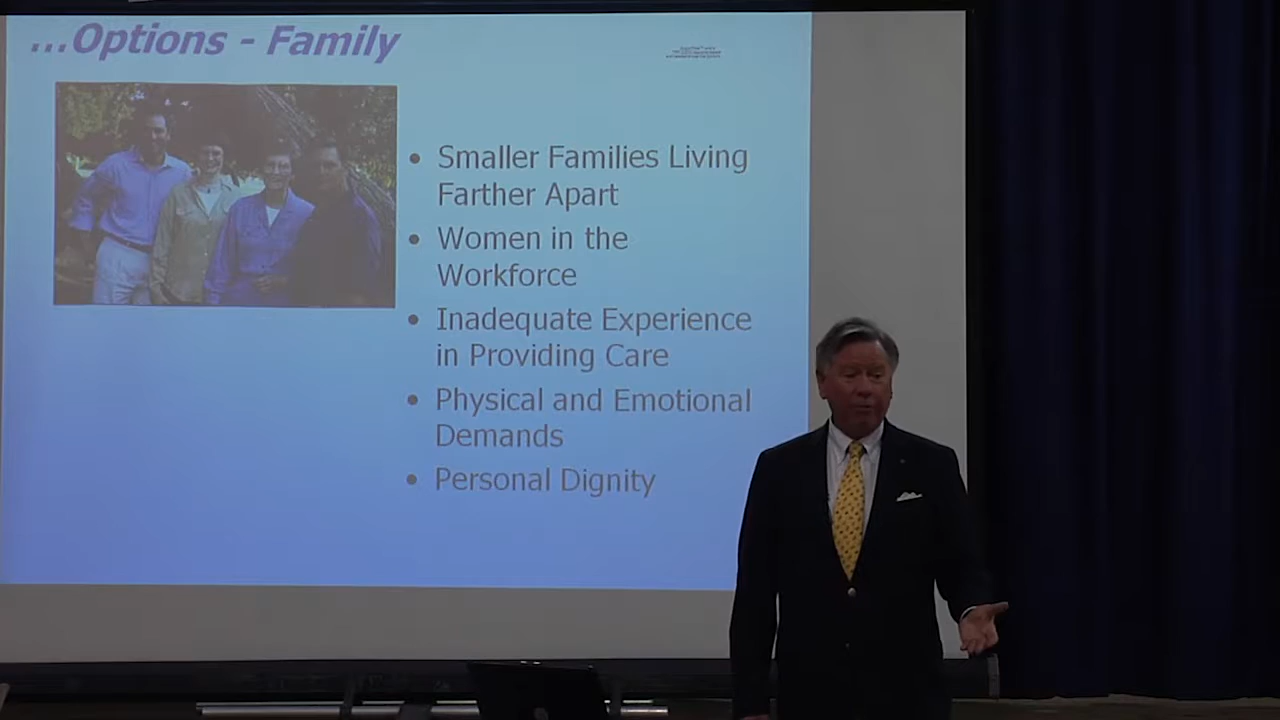 ...Options - Family
• Smaller Families Living
Farther Apart
• Women in the
Workforce
• Inadequate Experience
in Providing Care
• Physical and Emotional
Demands
• Personal Dignity